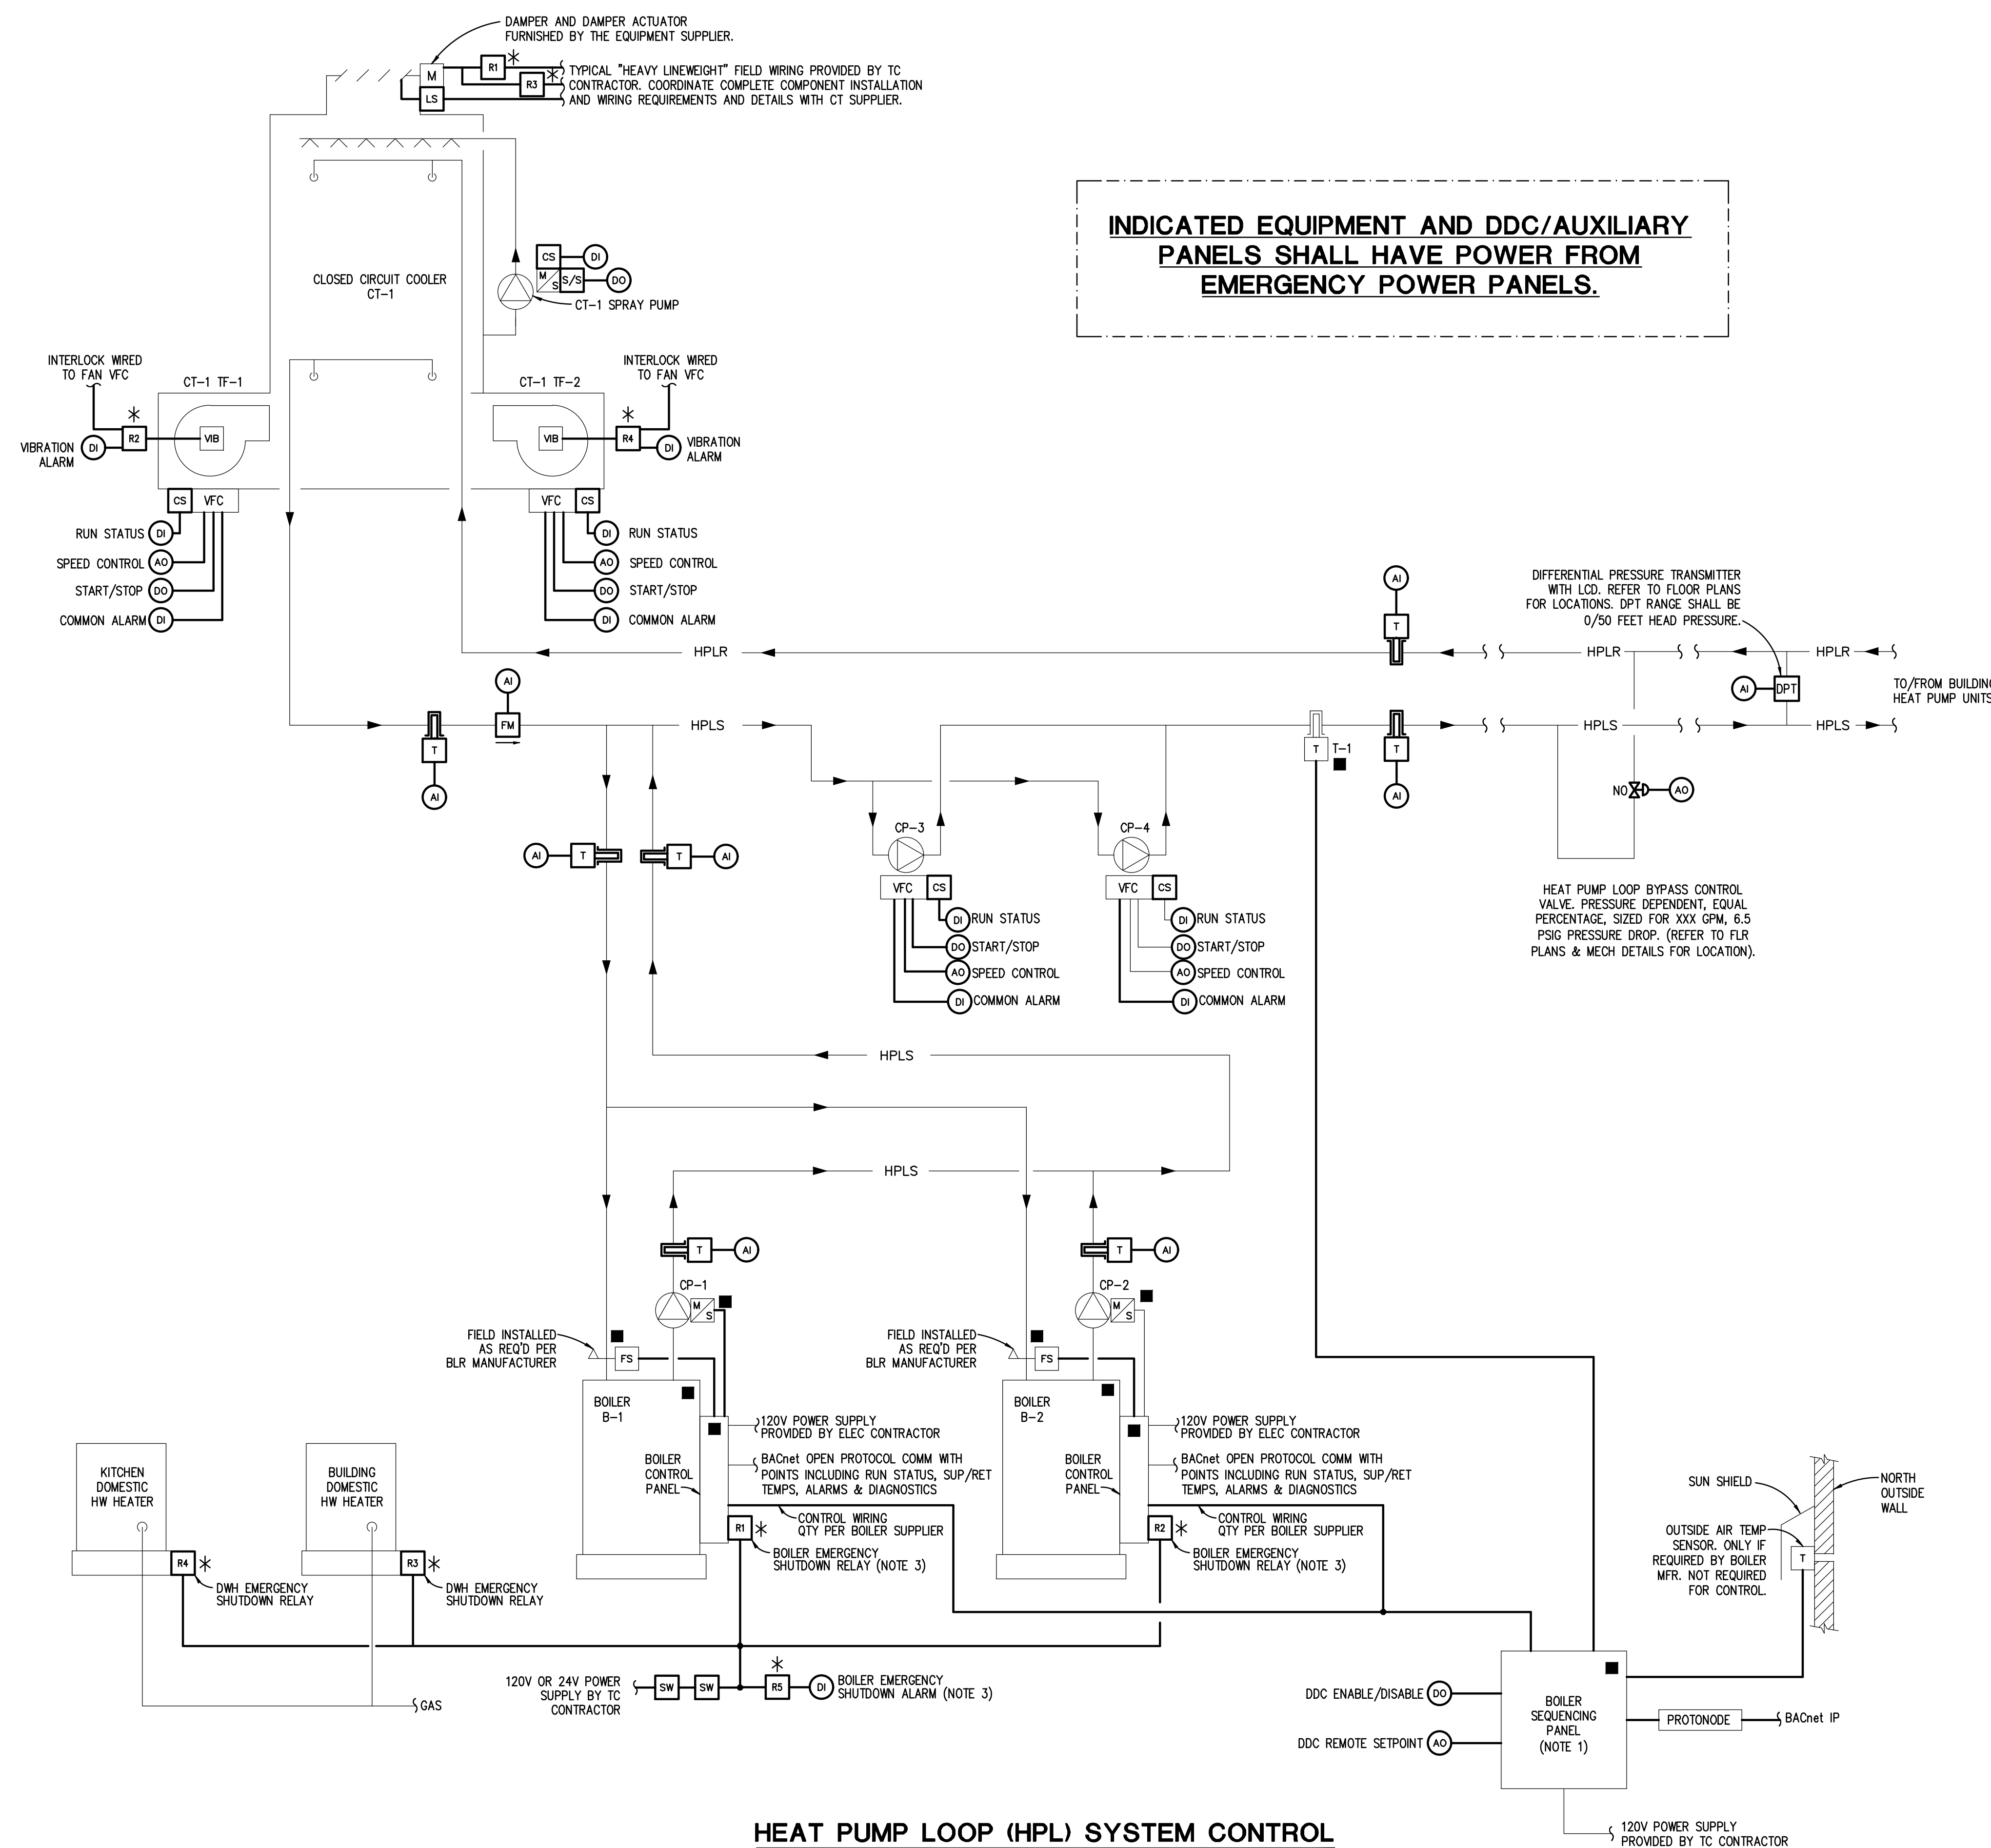 DAMPER AND DAMPER ACTUATOR
FURNISHED BY THE EQUIPMENT SUPPLIER.
M
R1
R3
LS
TYPICAL "HEAVY LINEWEIGHT" FIELD WIRING PROVIDED BY TC
CONTRACTOR. COORDINATE COMPLETE COMPONENT INSTALLATION
AND WIRING REQUIREMENTS AND DETAILS WITH CT SUPPLIER.
INDICATED EQUIPMENT AND DDC/AUXILIARY
PANELS SHALL HAVE POWER FROM
EMERGENCY POWER PANELS.
CLOSED CIRCUIT COOLER
CT-1
CS
DI
M
S
S/S
DO
CT-1 SPRAY PUMP
INTERLOCK WIRED
TO FAN VFC
CT-1 TF-1
R2
VIB
DI
VIBRATION
ALARM
CS
VFC
RUN STATUS
DI
SPEED CONTROL
AO
START/STOP
DO
COMMON ALARM
DI
INTERLOCK WIRED
TO FAN VFC
CT-1 TF-2
VIB
R4
DI
VIBRATION
ALARM
VFC
CS
DI
RUN STATUS
AO
SPEED CONTROL
DO
START/STOP
DI
COMMON ALARM
AI
T
DIFFERENTIAL PRESSURE TRANSMITTER
WITH LCD. REFER TO FLOOR PLANS
FOR LOCATIONS. DPT RANGE SHALL BE
0/50 FEET HEAD PRESSURE.
HPLR
HPLR
HPLR
AI
DPT
TO/FROM BUILDING
HEAT PUMP UNITS
T
AI
AI
FM
HPLS
T
T-1
T
AI
HPLS
HPLS
NO
AO
HEAT PUMP LOOP BYPASS CONTROL
VALVE. PRESSURE DEPENDENT, EQUAL
PERCENTAGE, SIZED FOR XXX GPM, 6.5
PSIG PRESSURE DROP. (REFER TO FLR
PLANS & MECH DETAILS FOR LOCATION).
AI
T
T
AI
CP-3
VFC
CS
DI
RUN STATUS
DO
START/STOP
AO
SPEED CONTROL
DI
COMMON ALARM
CP-4
VFC
CS
DI
RUN STATUS
DO
START/STOP
AO
SPEED CONTROL
DI
COMMON ALARM
HPLS
HPLS
T
AI
CP-1
M
S
FIELD INSTALLED
AS REQ'D PER
BLR MANUFACTURER
FS
BOILER
B-1
BOILER
CONTROL
PANEL
120V POWER SUPPLY
PROVIDED BY ELEC CONTRACTOR
BACnet OPEN PROTOCOL COMM WITH
POINTS INCLUDING RUN STATUS, SUP/RET
TEMPS, ALARMS & DIAGNOSTICS
CONTROL WIRING
QTY PER BOILER SUPPLIER
R1
BOILER EMERGENCY
SHUTDOWN RELAY (NOTE 3)
T
AI
CP-2
M
S
FIELD INSTALLED
AS REQ'D PER
BLR MANUFACTURER
FS
BOILER
B-2
BOILER
CONTROL
PANEL
120V POWER SUPPLY
PROVIDED BY ELEC CONTRACTOR
BACnet OPEN PROTOCOL COMM WITH
POINTS INCLUDING RUN STATUS, SUP/RET
TEMPS, ALARMS & DIAGNOSTICS
CONTROL WIRING
QTY PER BOILER SUPPLIER
R2
BOILER EMERGENCY
SHUTDOWN RELAY (NOTE 3)
KITCHEN
DOMESTIC
HW HEATER
R4
DWH EMERGENCY
SHUTDOWN RELAY
BUILDING
DOMESTIC
HW HEATER
R3
DWH EMERGENCY
SHUTDOWN RELAY
GAS
120V OR 24V POWER
SUPPLY BY TC
CONTRACTOR
SW
SW
R5
DI
BOILER EMERGENCY
SHUTDOWN ALARM (NOTE 3)
SUN SHIELD
NORTH
OUTSIDE
WALL
OUTSIDE AIR TEMP
SENSOR. ONLY IF
REQUIRED BY BOILER
MFR. NOT REQUIRED
FOR CONTROL.
T
DDC ENABLE/DISABLE
DO
DDC REMOTE SETPOINT
AO
BOILER
SEQUENCING
PANEL
(NOTE 1)
PROTONODE
BACnet IP
120V POWER SUPPLY
PROVIDED BY TC CONTRACTOR
HEAT PUMP LOOP (HPL) SYSTEM CONTROL